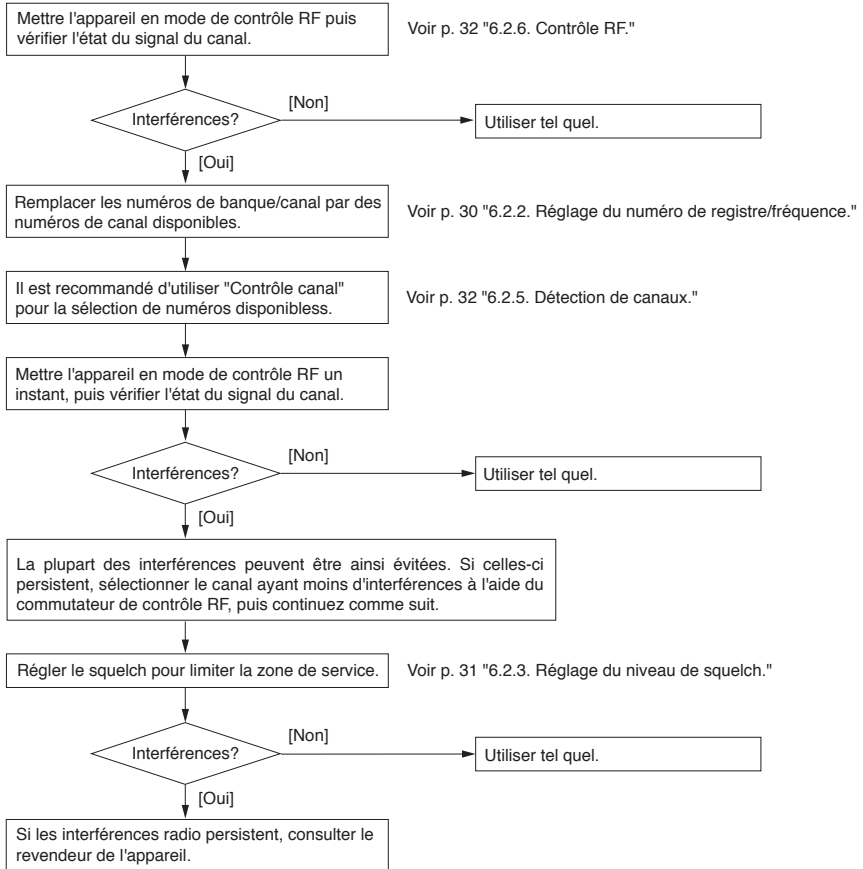 Mettre l'appareil en mode de contrôle RF puis
vérifier l'état du signal du canal.
Voir p. 32 "6.2.6. Contrôle RF."
Interférences?
[Non]
Utiliser tel quel.
[Oui]
Remplacer les numéros de banque/canal par des
numéros de canal disponibles.
Voir p. 30 "6.2.2. Réglage du numéro de registre/fréquence."
Il est recommandé d'utiliser "Contrôle canal"
pour la sélection de numéros disponibless.
Voir p. 32 "6.2.5. Détection de canaux."
Mettre l'appareil en mode de contrôle RF un
instant, puis vérifier l'état du signal du canal.
Interférences?
[Non]
Utiliser tel quel.
[Oui]
La plupart des interférences peuvent être ainsi évitées. Si celles-ci
persistent, sélectionner le canal ayant moins d'interférences à l'aide du
commutateur de contrôle RF, puis continuez comme suit.
Régler le squelch pour limiter la zone de service.
Voir p. 31 "6.2.3. Réglage du niveau de squelch."
Interférences?
[Non]
Utiliser tel quel.
[Oui]
Si les interférences radio persistent, consulter le
revendeur de l'appareil.